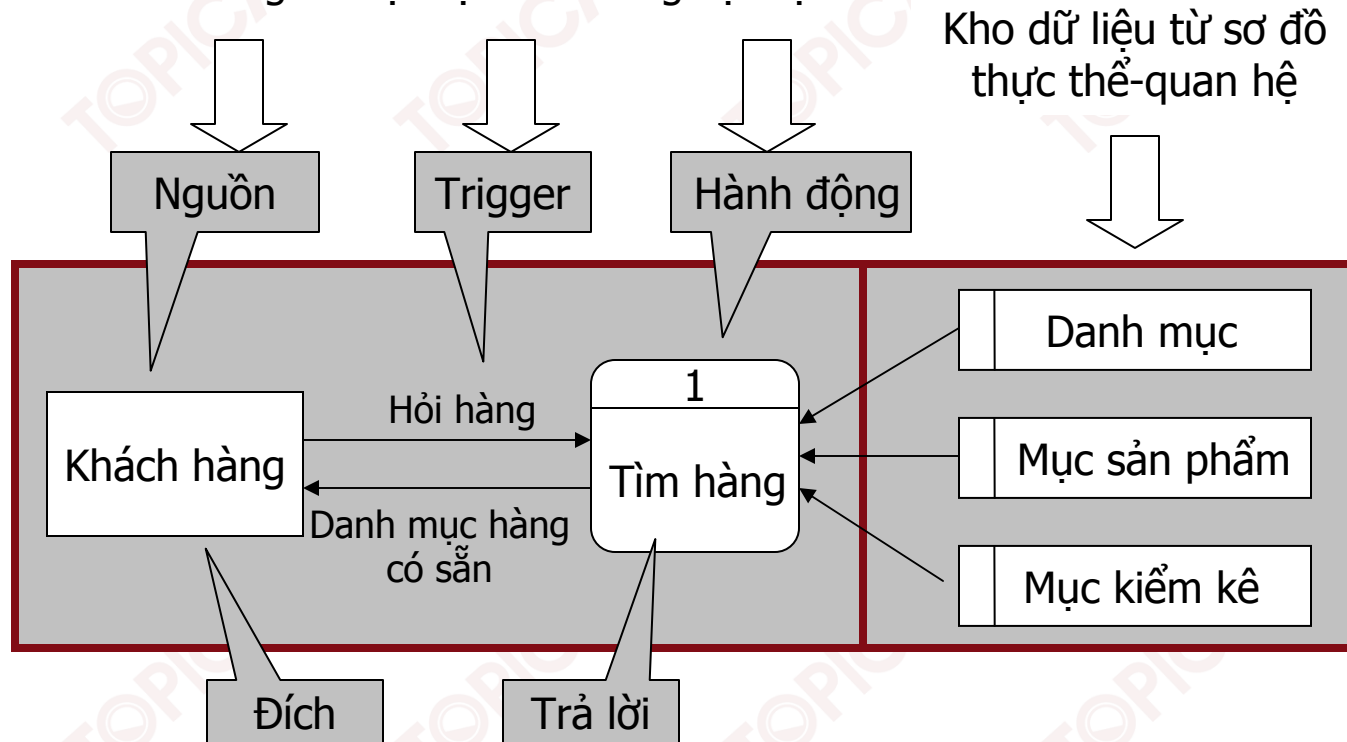 Kho dữ liệu từ sơ đồ
thực thể-quan hệ
Nguồn
Trigger
Hành động
Danh mục
1
Hỏi hàng
Khách hàng
Tìm hàng
Mục sản phẩm
Danh mục hàng
có sẵn
Mục kiểm kê
Đích
Trả lời